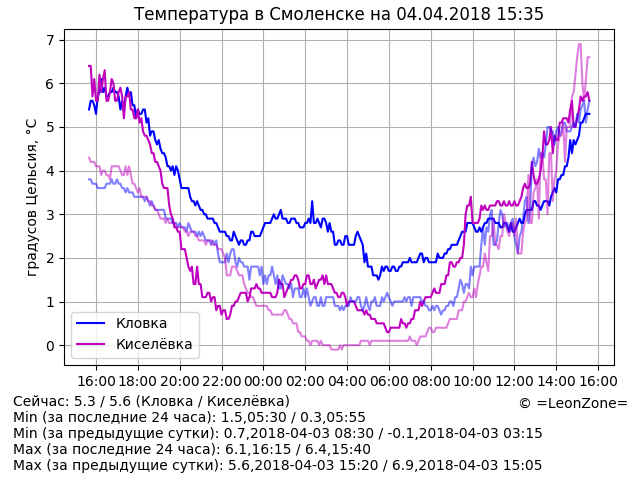 Температура в Смоленске на 04.04.2018 15:35
градусов Цельсия, °C
7
6
5
4
3
2
1
0
Кловка
Киселёвка
16:00 18:00 20:00 22:00 00:00 02:00 04:00 06:00 08:00 10:00 12:00 14:00 16:00
Сейчас: 5.3 / 5.6 (Кловка / Киселёвка)
© =LeonZone=
Min (за последние 24 часа): 1.5,05:30 / 0.3,05:55
Min (за предыдущие сутки): 0.7,2018-04-03 08:30 / -0.1,2018-04-03 03:15
Max (за последние 24 часа): 6.1,16:15 / 6.4,15:40
Max (за предыдущие сутки): 5.6,2018-04-03 15:20 / 6.9,2018-04-03 15:05